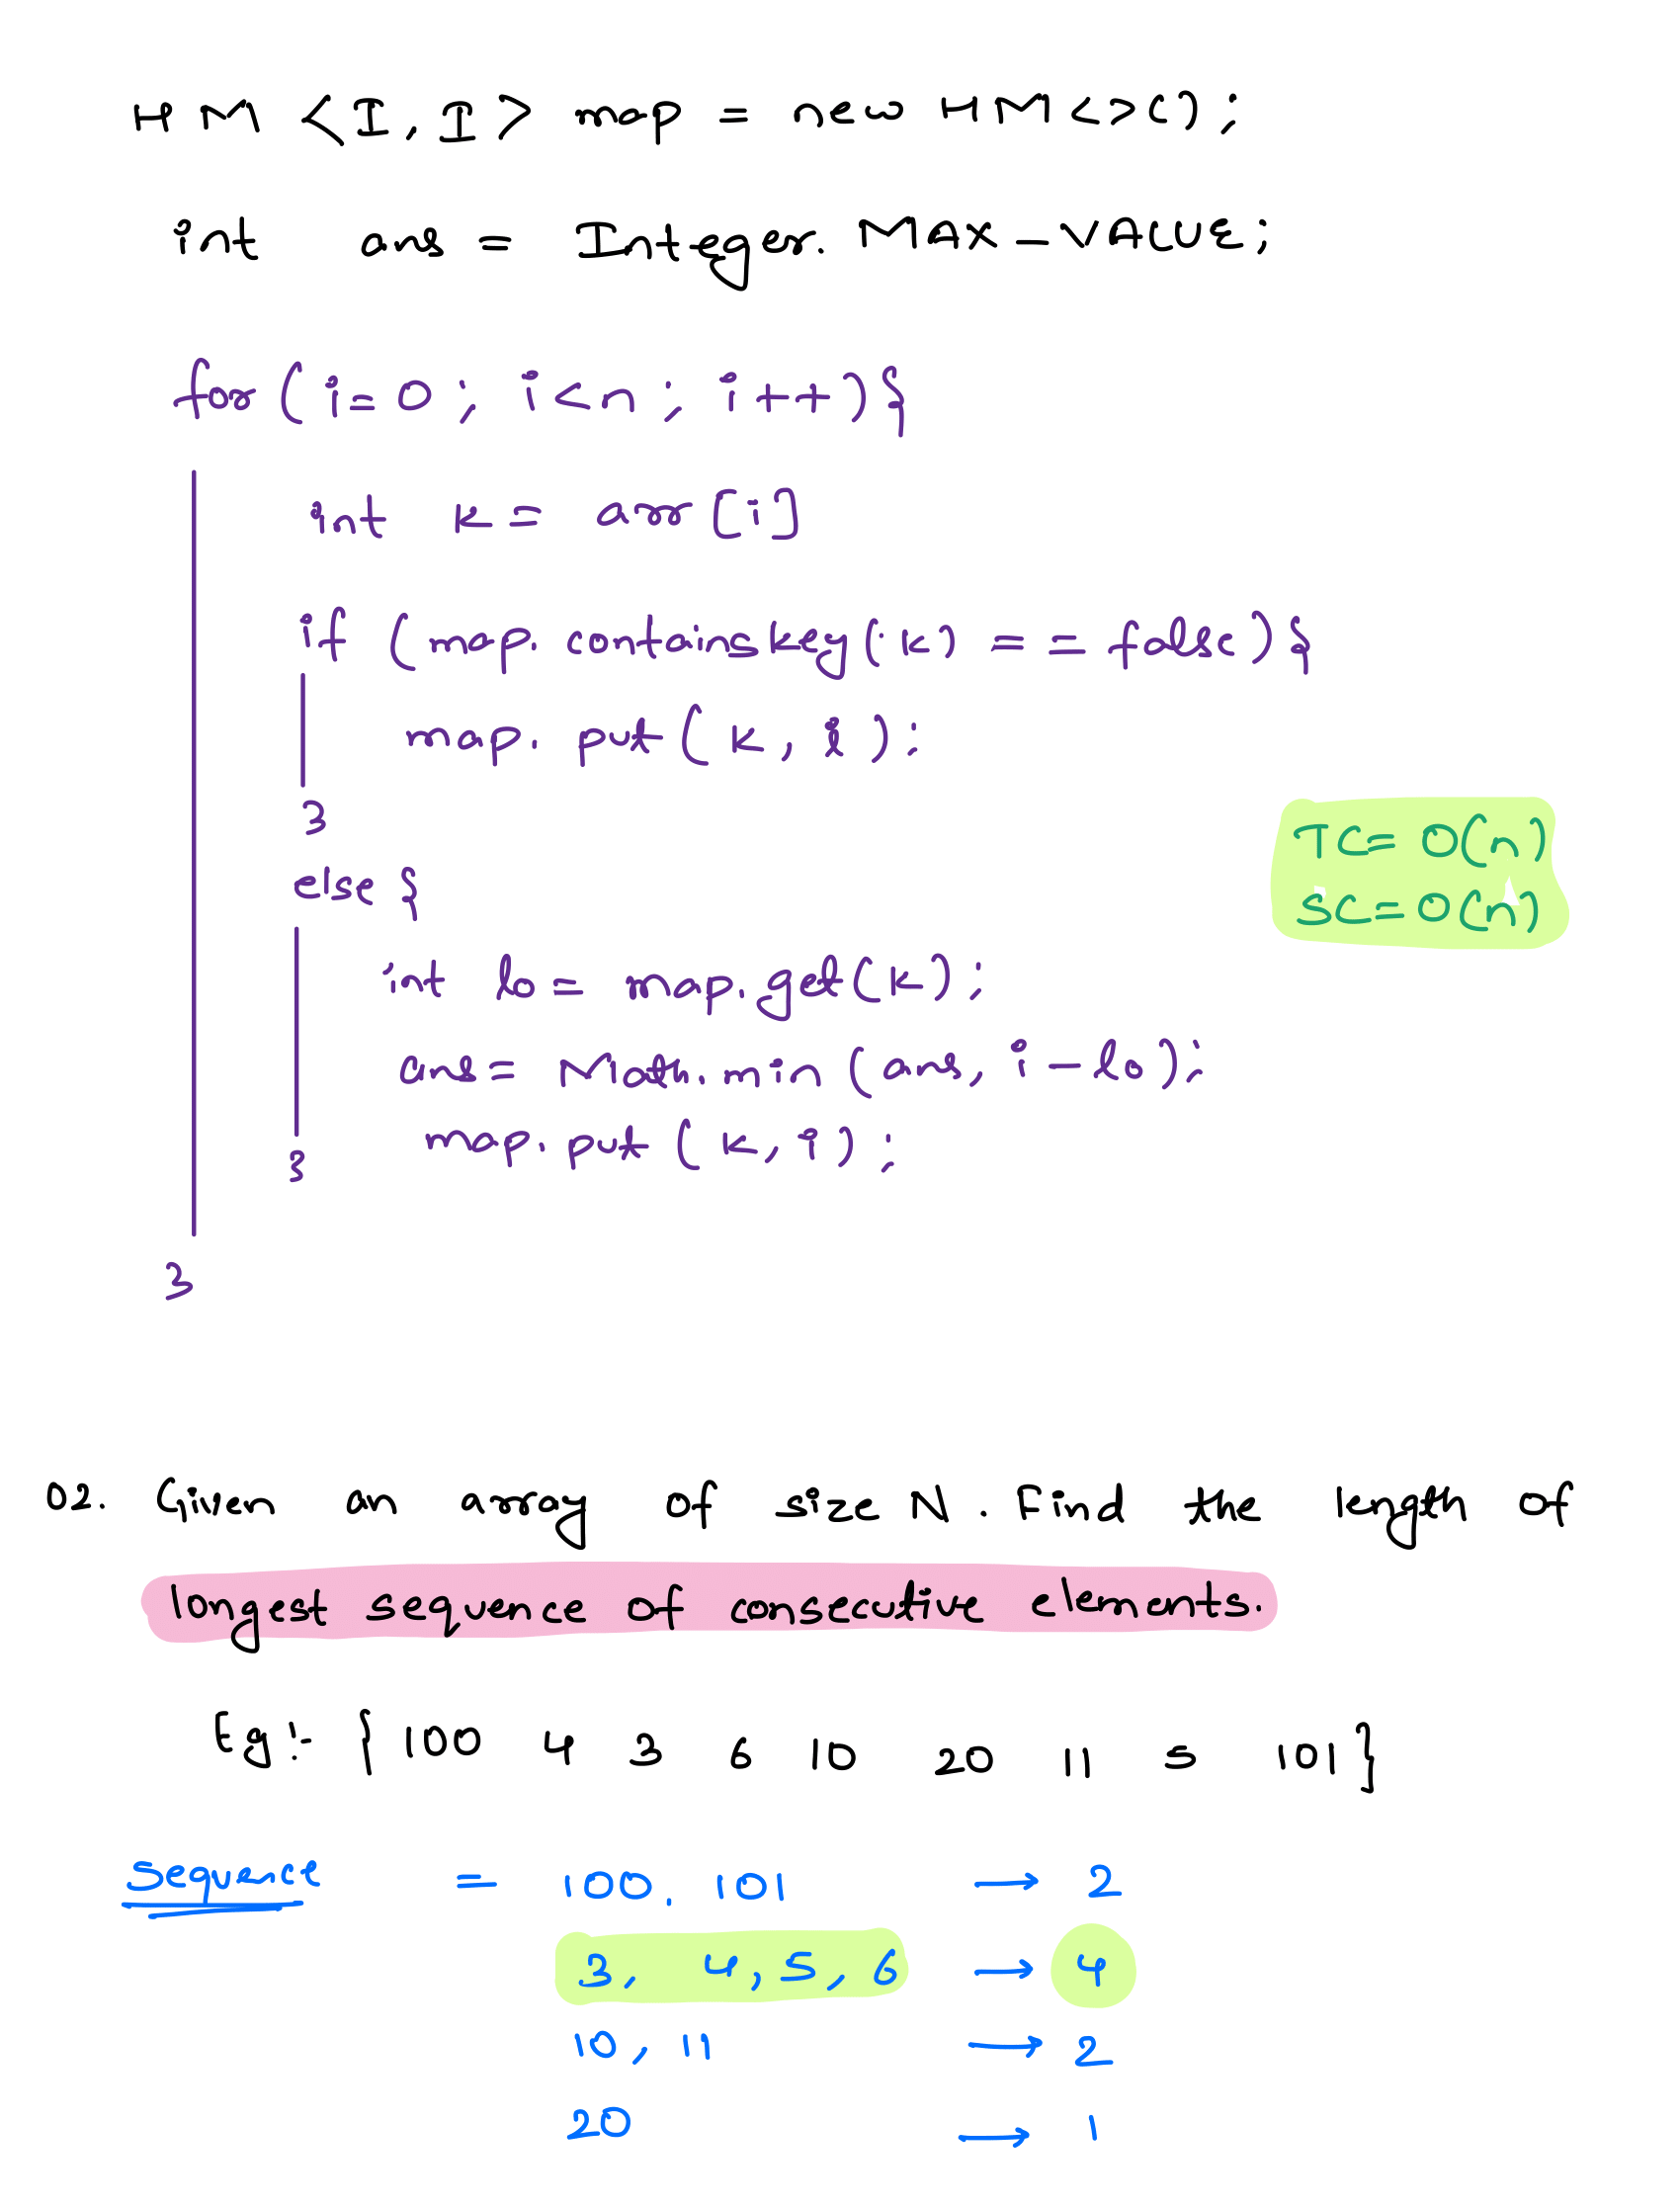 HM <I, I> map = new HM<>();
int ans = Integer. MAX_VALUE;
for ( i=0 ; i<n ; i++ ){
int k = arr [i]
if ( map. containskey(k) == false ) {
map. put ( k, i );
}
TC= O(n)
else {
SC= O(n)
int lo = map. get(k);
ans= Math. min ( ans, i - lo );
map. put ( k, i );
}
}
02. Given an array of size N. Find the length of
longest sequence of consecutive elements.
Eg:- { 100 4 3 6 10 20 11 5 101 }
Sequence = 100, 101 → 2
3, 4, 5, 6 → 4
10, 11 → 2
20 → 1